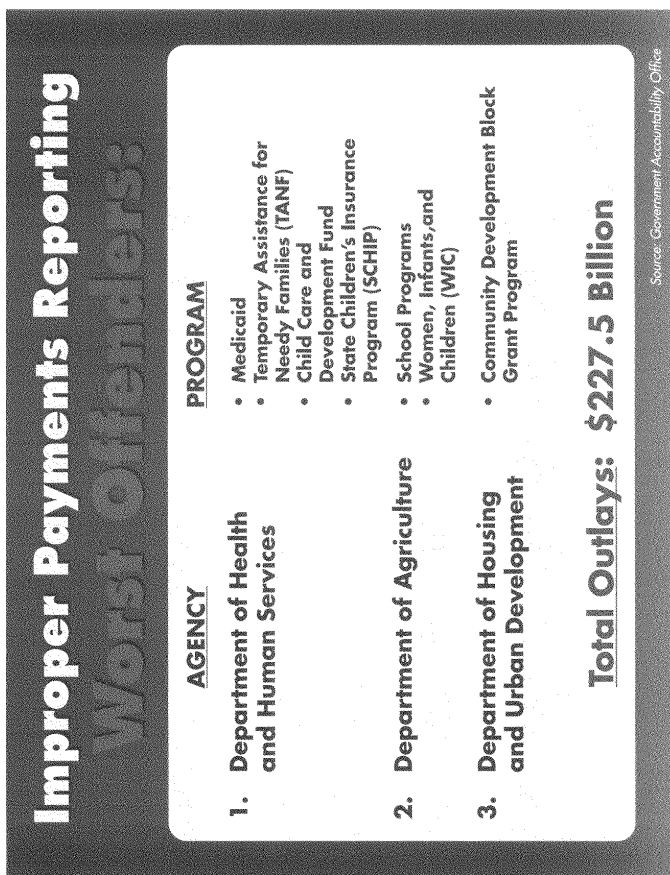 Improper Payments Reporting
Worst Offenders:
AGENCY
PROGRAM
1. Department of Health
and Human Services
• Medicaid
• Temporary Assistance for
Needy Families (TANF)
• Child Care and
Development Fund
• State Children's Insurance
Program (SCHIP)
2. Department of Agriculture
• School Programs
• Women, Infants,and
Children (WIC)
3. Department of Housing
and Urban Development
• Community Development Block
Grant Program
Total Outlays: $227.5 Billion
Source: Government Accountability Office